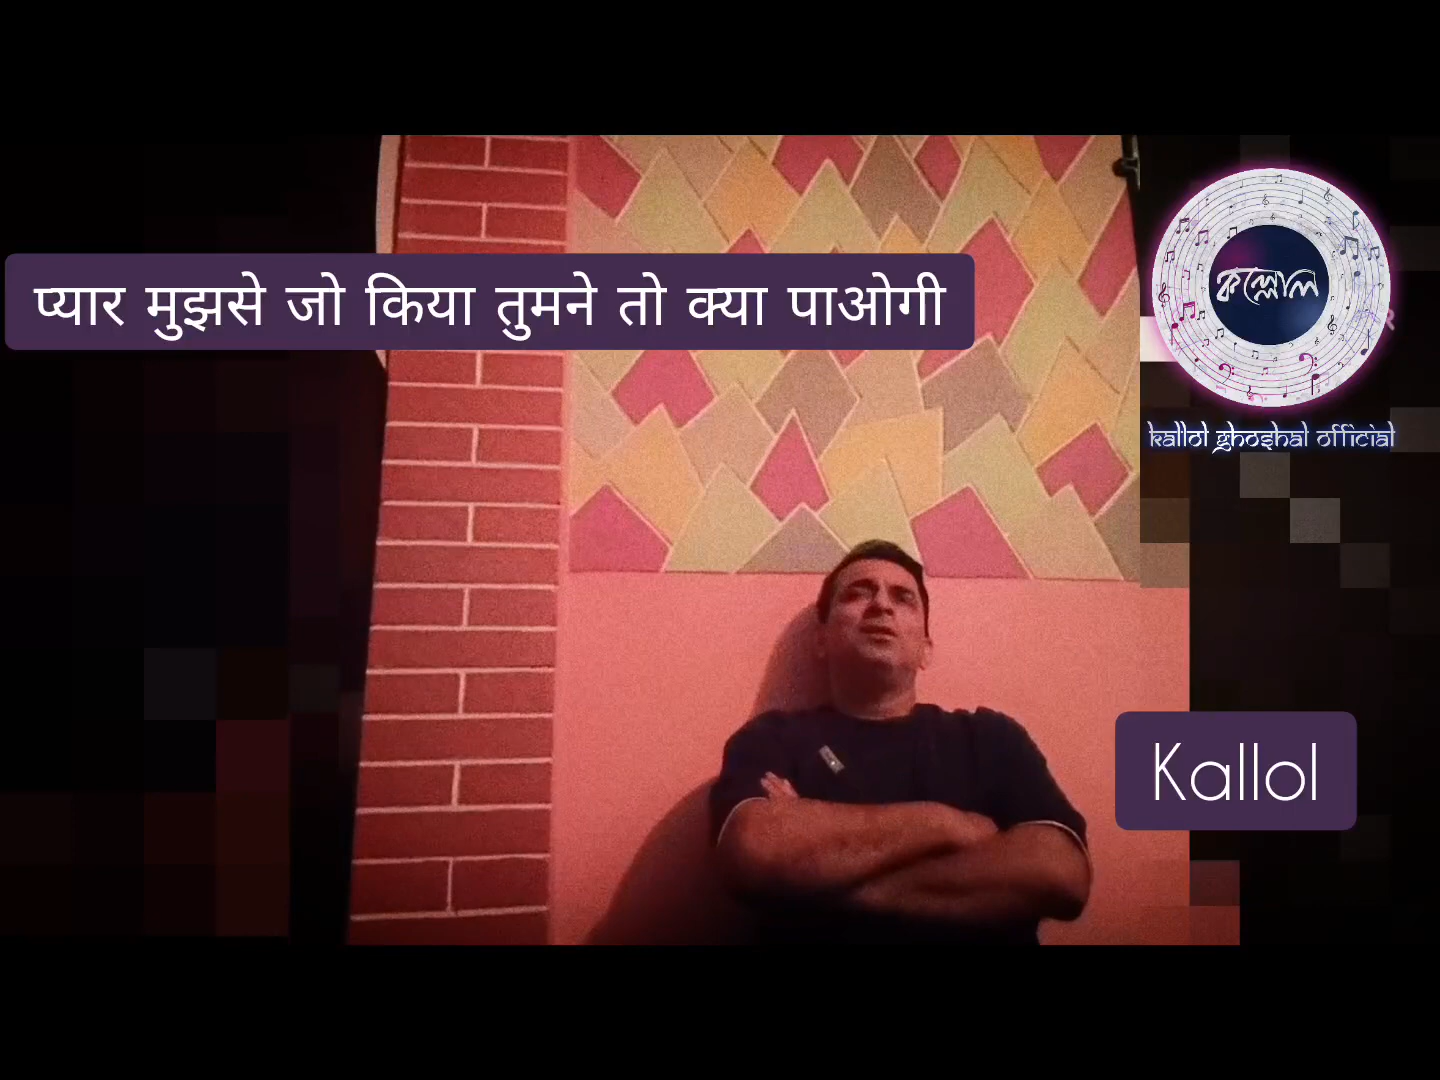 प्यार मुझसे जो किया तुमने तो क्या पाओगी
কল্লোল
kallol ghoshal official
Kallol